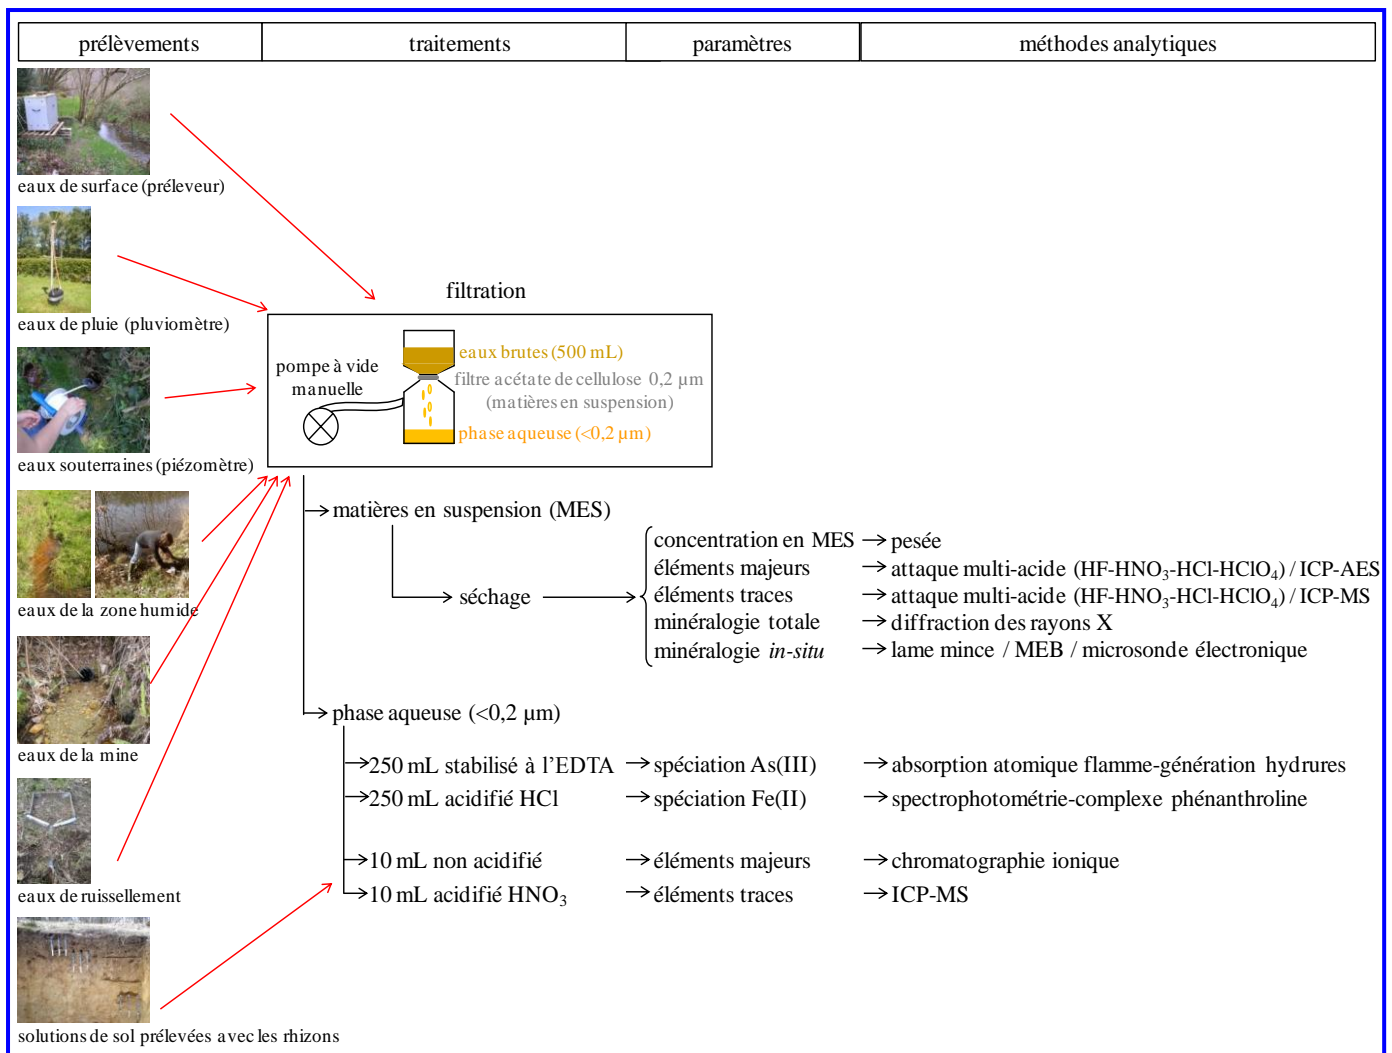 prélèvements traitements paramètres méthodes analytiques
eaux de surface (préleveur)
eaux de pluie (pluviomètre)
eaux souterraines (piézomètre)
eaux de la zone humide
eaux de la mine
eaux de ruissellement
solutions de sol prélevées avec les rhizons
filtration
pompe à vide
manuelle
eaux brutes (500 mL)
filtre acétate de cellulose 0,2 µm
(matières en suspension)
phase aqueuse (<0,2 µm)
matières en suspension (MES)
séchage
concentration en MES → pesée
éléments majeurs → attaque multi-acide (HF-HNO₃-HCl-HClO₄) / ICP-AES
éléments traces → attaque multi-acide (HF-HNO₃-HCl-HClO₄) / ICP-MS
minéralogie totale → diffraction des rayons X
minéralogie in-situ → lame mince / MEB / microsonde électronique
phase aqueuse (<0,2 µm)
250 mL stabilisé à l’EDTA → spéciation As(III) → absorption atomique flamme-génération hydrures
250 mL acidifié HCl → spéciation Fe(II) → spectrophotométrie-complexe phénanthroline
10 mL non acidifié → éléments majeurs → chromatographie ionique
10 mL acidifié HNO₃ → éléments traces → ICP-MS